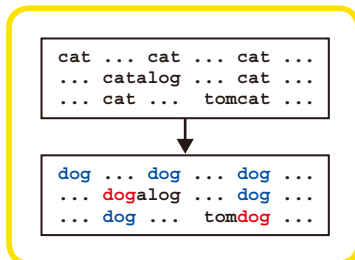 cat ... cat ... cat ...
... catalog ... cat ...
... cat ... tomcat ...
dog ... dog ... dog ...
... dogalog ... dog ...
... dog ... tomdog ...